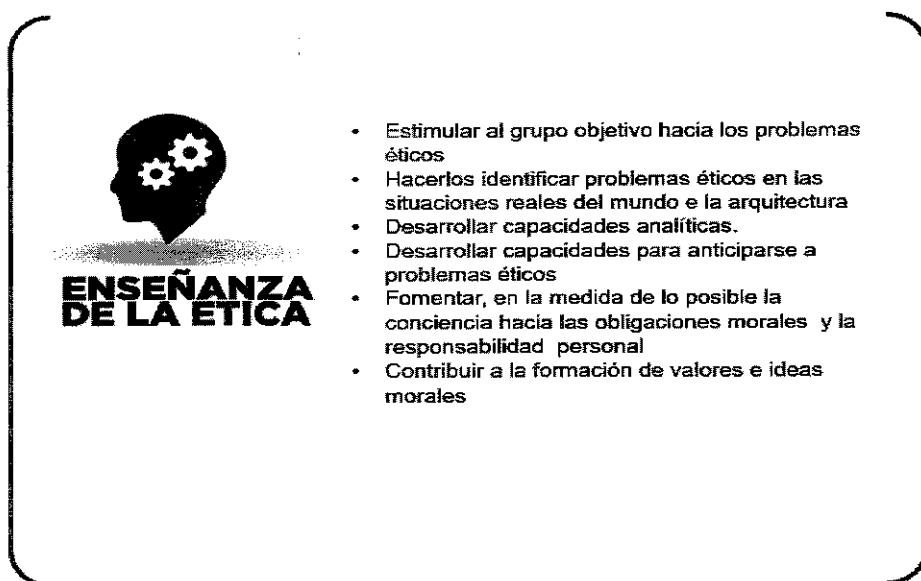 ENSEÑANZA
DE LA ETICA
• Estimular al grupo objetivo hacia los problemas
éticos
• Hacerlos identificar problemas éticos en las
situaciones reales del mundo e la arquitectura
• Desarrollar capacidades analíticas.
• Desarrollar capacidades para anticiparse a
problemas éticos
• Fomentar, en la medida de lo posible la
conciencia hacia las obligaciones morales y la
responsabilidad personal
• Contribuir a la formación de valores e ideas
morales